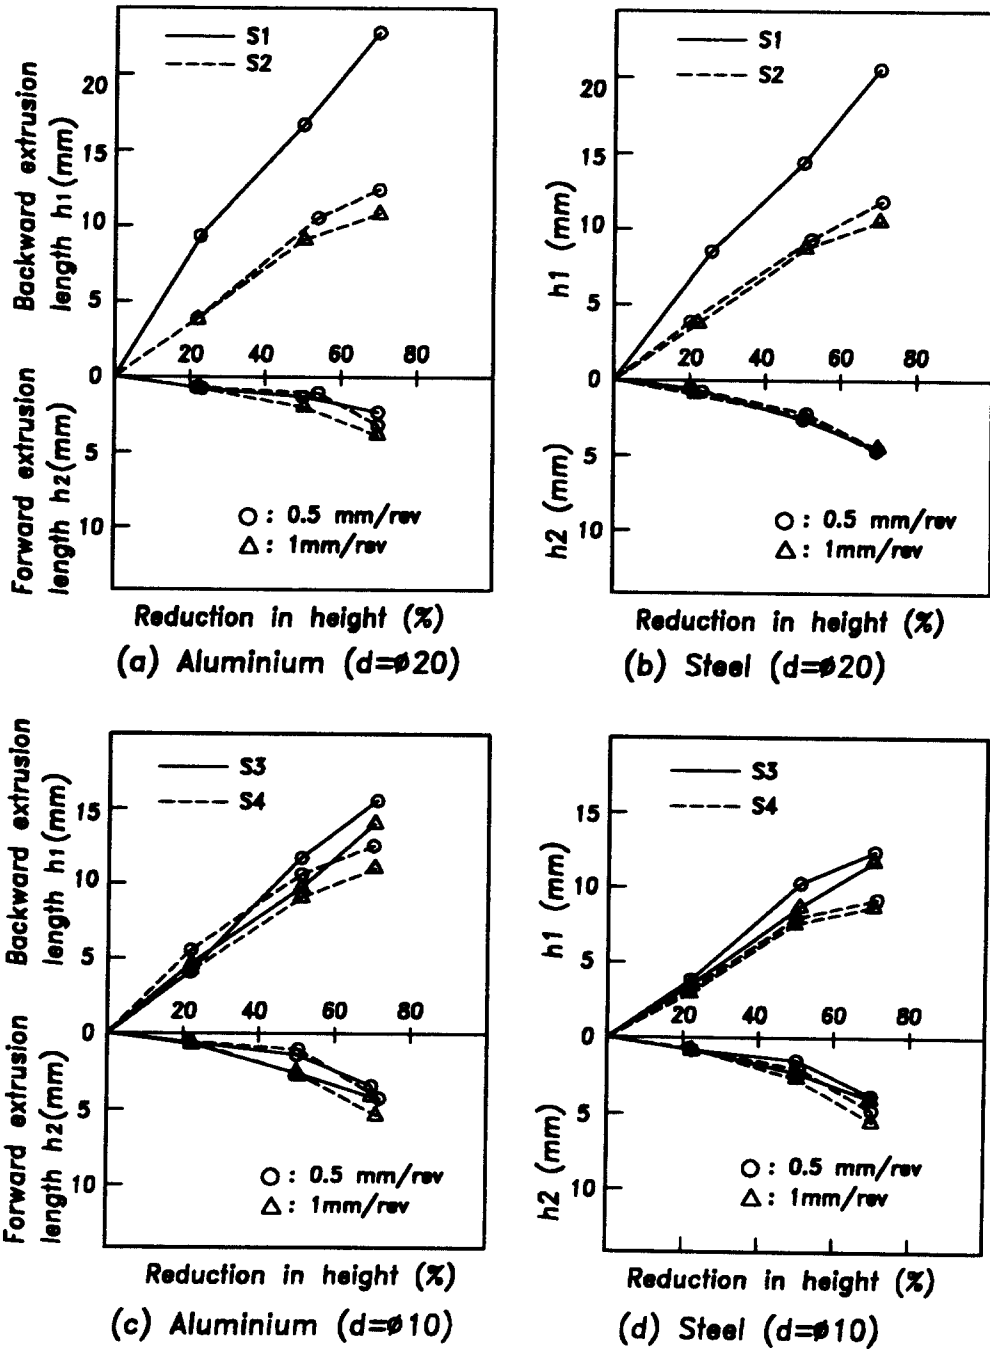 S1
S2
Backward extrusion
length h1(mm)
20
15
10
5
0
20 40 60 80
Forward extrusion
length h2(mm)
5
10
○: 0.5 mm/rev
△: 1mm/rev
Reduction in height (%)
(a) Aluminium (d=ø20)
S1
S2
h1 (mm)
20
15
10
5
0
20 40 60 80
h2 (mm)
5
10
○: 0.5 mm/rev
△: 1mm/rev
Reduction in height (%)
(b) Steel (d=ø20)
S3
S4
Backward extrusion
length h1(mm)
15
10
5
0
20 40 60 80
Forward extrusion
length h2(mm)
5
10
○: 0.5 mm/rev
△: 1mm/rev
Reduction in height (%)
(c) Aluminium (d=ø10)
S3
S4
h1 (mm)
15
10
5
0
20 40 60 80
h2 (mm)
5
10
○: 0.5 mm/rev
△: 1mm/rev
Reduction in height (%)
(d) Steel (d=ø10)